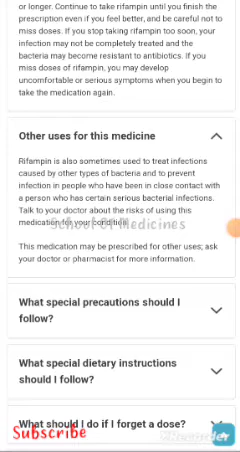 or longer. Continue to take rifampin until you finish the
prescription even if you feel better, and be careful not to
miss doses. If you stop taking rifampin too soon, your
infection may not be completely treated and the
bacteria may become resistant to antibiotics. If you
miss doses of rifampin, you may develop
uncomfortable or serious symptoms when you begin to
take the medication again.
Other uses for this medicine
Rifampin is also sometimes used to treat infections
caused by other types of bacteria and to prevent
infection in people who have been in close contact with
a person who has certain serious bacterial infections.
Talk to your doctor about the risks of using this
medication for your condition.
School Of Medicines
This medication may be prescribed for other uses; ask
your doctor or pharmacist for more information.
What special precautions should I
follow?
What special dietary instructions
should I follow?
What should I do if I forget a dose?
Subscribe